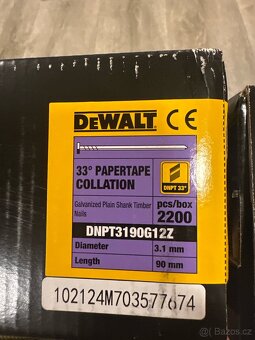 DEWALT CE
33° PAPERTAPE
COLLATION
DNPT 33°
Galvanized Plain Shank Timber
Nails
pcs/box
2200
DNPT3190G12Z
Diameter 3.1 mm
Length 90 mm
102124M703577674
Bazoš.cz